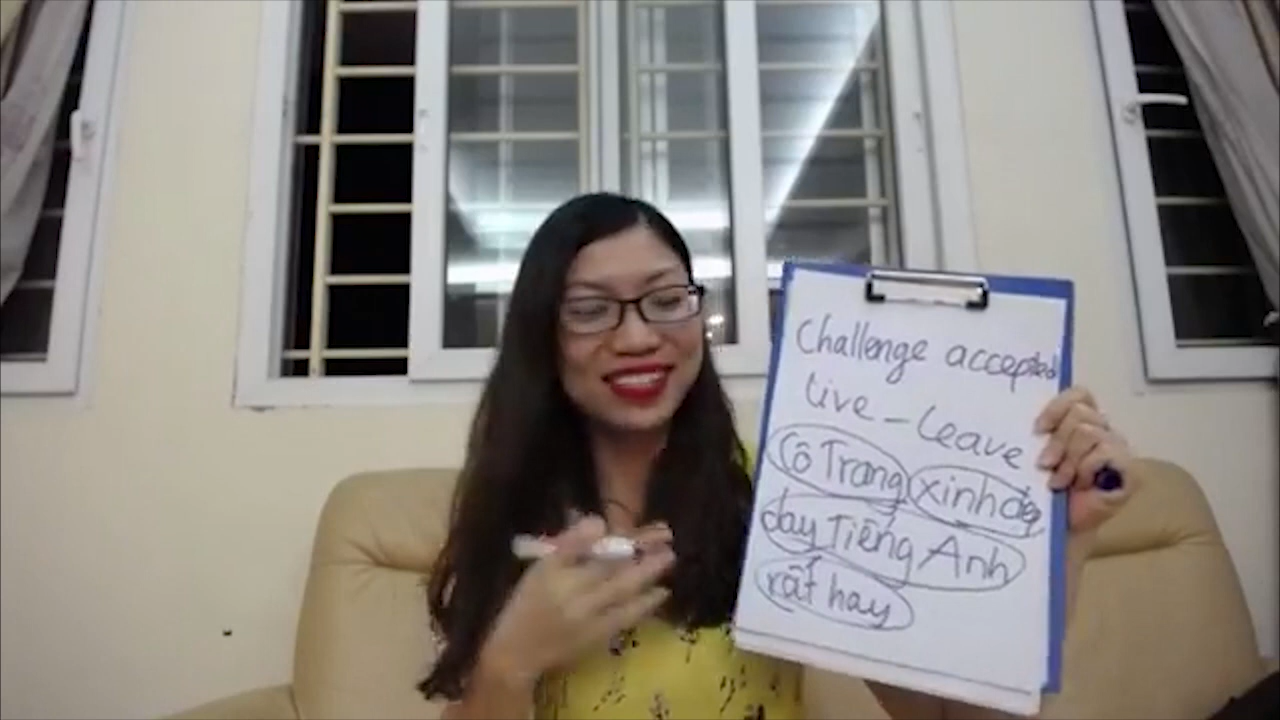 Challenge accepted
Live - Leave
Cô Trang xinh đẹp
dạy Tiếng Anh
rất hay